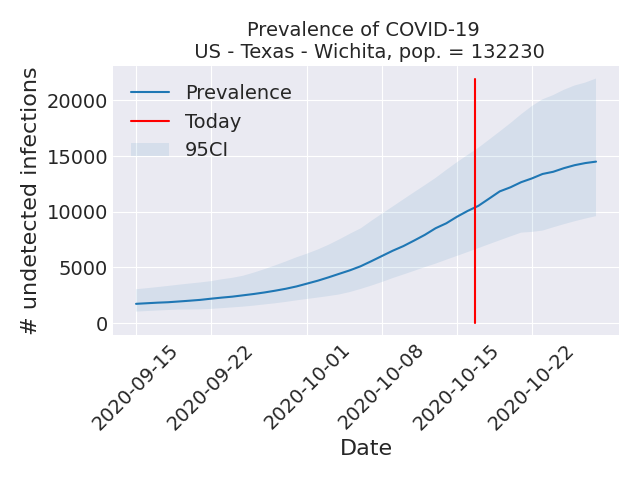 Prevalence of COVID-19
US - Texas - Wichita, pop. = 132230
# undetected infections
20000
15000
10000
5000
0
Prevalence
Today
95CI
2020-09-15
2020-09-22
2020-10-01
2020-10-08
2020-10-15
2020-10-22
Date